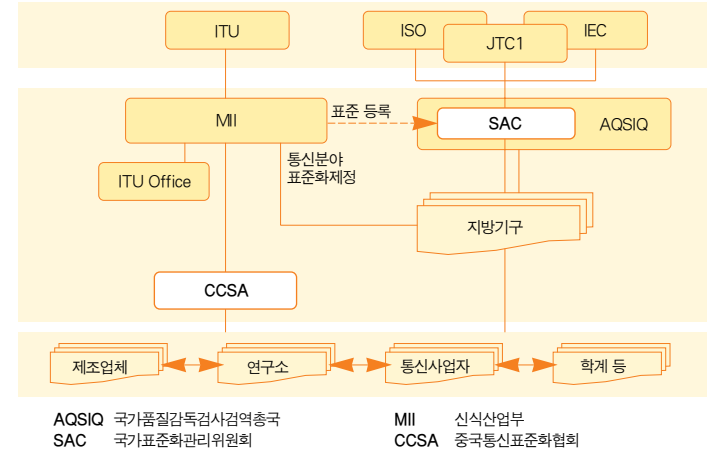 ITU
ISO
JTC1
IEC
MII
표준 등록
SAC
AQSIQ
ITU Office
통신분야
표준화제정
지방기구
CCSA
제조업체
연구소
통신사업자
학계 등
AQSIQ 국가품질감독검사검역총국
MII 신식산업부
SAC 국가표준화관리위원회
CCSA 중국통신표준화협회